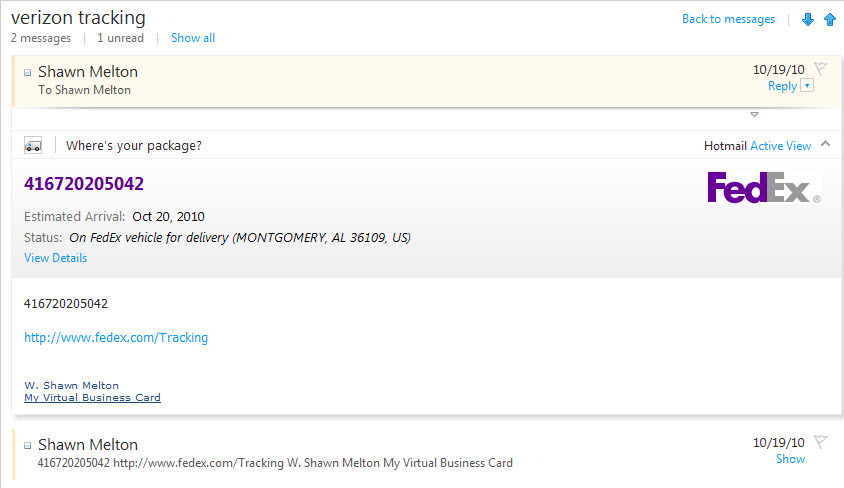 verizon tracking
Back to messages
2 messages | 1 unread | Show all
Shawn Melton
10/19/10
To Shawn Melton
Reply
Where's your package?
Hotmail Active View
416720205042
FedEx®
Estimated Arrival: Oct 20, 2010
Status: On FedEx vehicle for delivery (MONTGOMERY, AL 36109, US)
View Details
416720205042
http://www.fedex.com/Tracking
W. Shawn Melton
My Virtual Business Card
Shawn Melton
10/19/10
416720205042 http://www.fedex.com/Tracking W. Shawn Melton My Virtual Business Card
Show